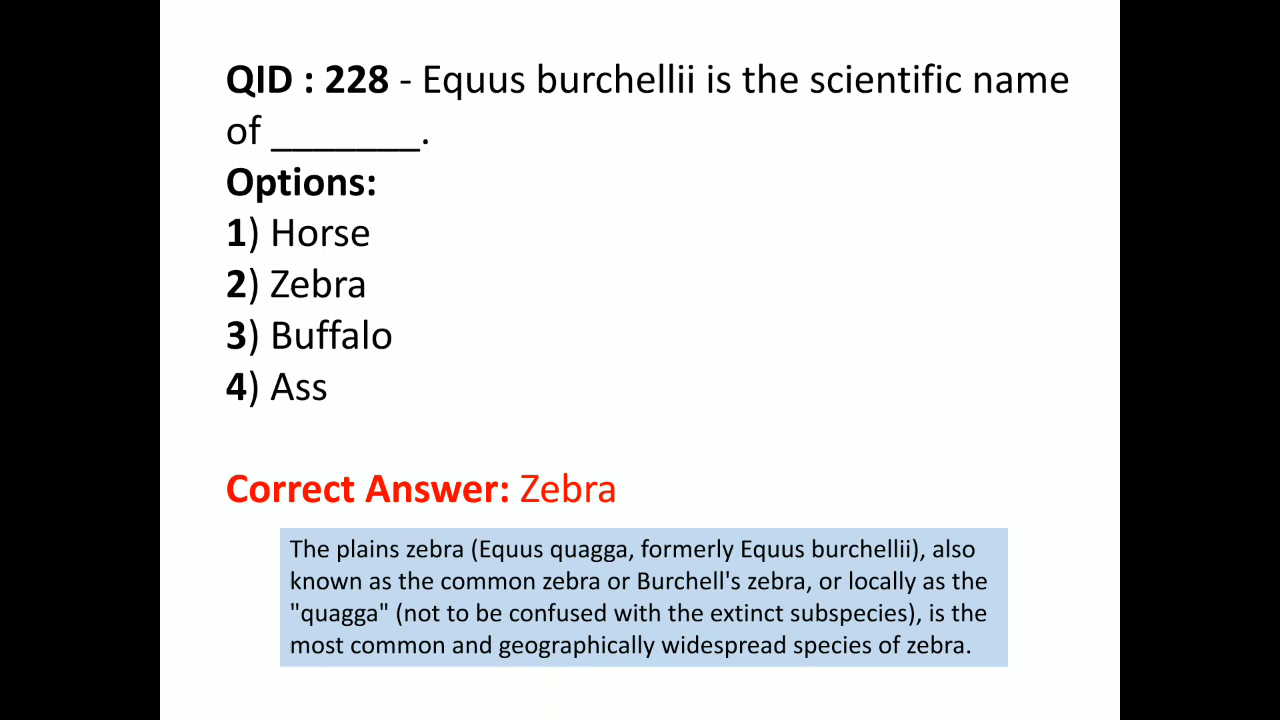 QID : 228 - Equus burchellii is the scientific name
of _______.
Options:
1) Horse
2) Zebra
3) Buffalo
4) Ass
Correct Answer: Zebra
The plains zebra (Equus quagga, formerly Equus burchellii), also
known as the common zebra or Burchell's zebra, or locally as the
"quagga" (not to be confused with the extinct subspecies), is the
most common and geographically widespread species of zebra.